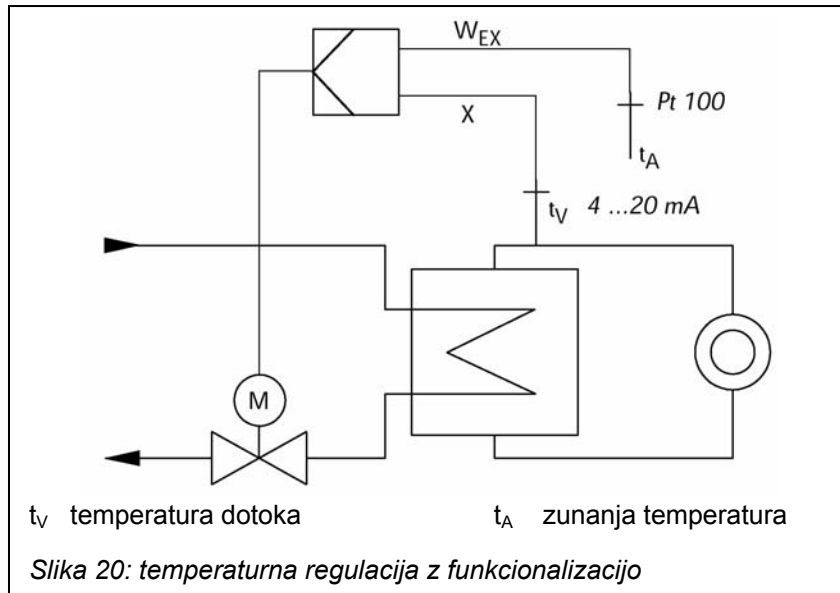 W_EX
X
Pt 100
t_A
t_V 4 ...20 mA
M
t_V temperatura dotoka t_A zunanja temperatura
Slika 20: temperaturna regulacija z funkcionalizacijo